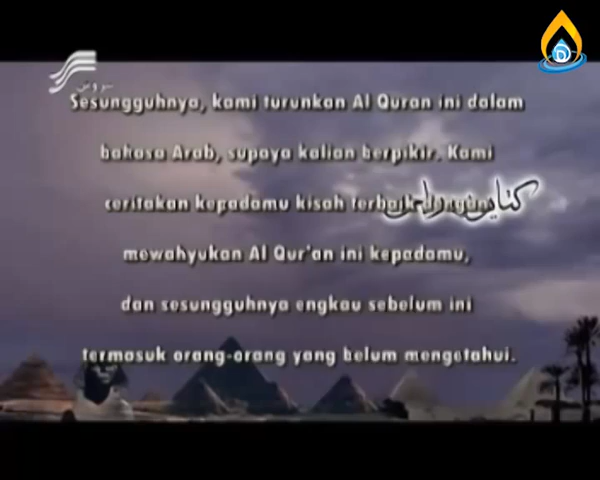 سروش
Sesungguhnya, kami turunkan Al Quran ini dalam
bahasa Arab, supaya kalian berpikir. Kami
ceritakan kepadamu kisah terbaik dengan
mewahyukan Al Qur'an ini kepadamu,
dan sesungguhnya engkau sebelum ini
termasuk orang-orang yang belum mengetahui.